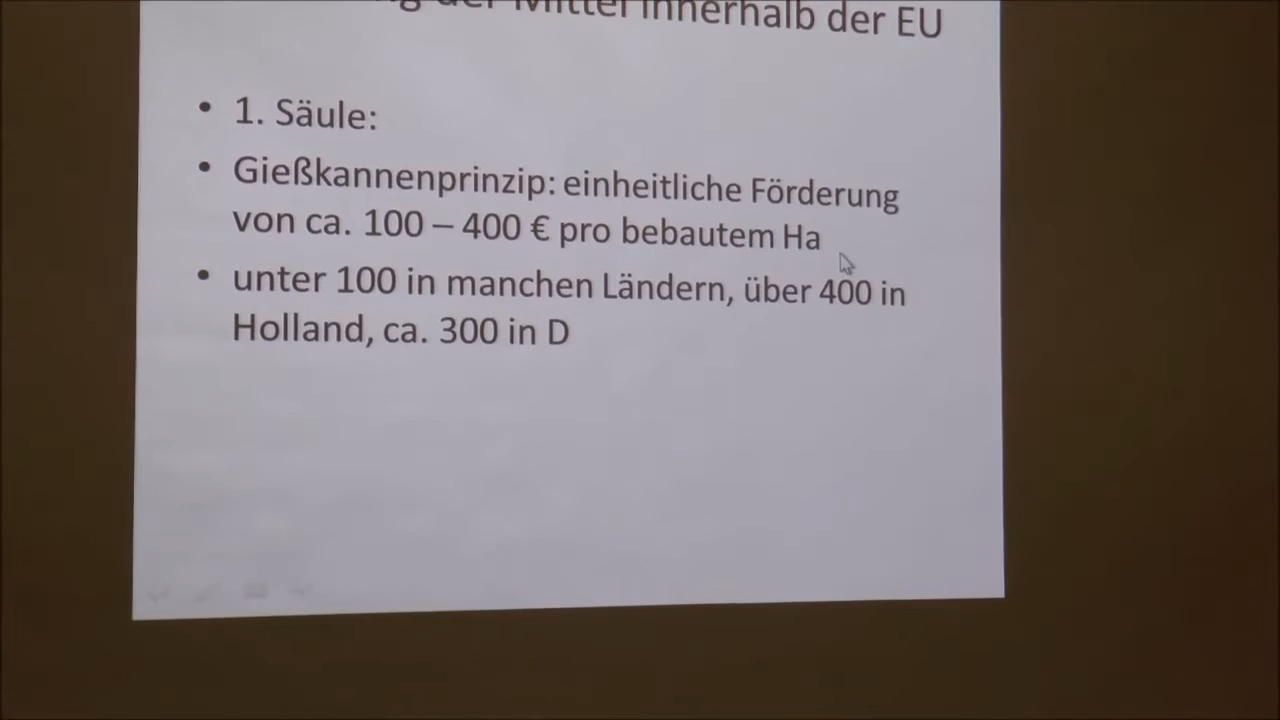 der Mittel innerhalb der EU
• 1. Säule:
• Gießkannenprinzip: einheitliche Förderung
von ca. 100 – 400 € pro bebautem Ha
• unter 100 in manchen Ländern, über 400 in
Holland, ca. 300 in D